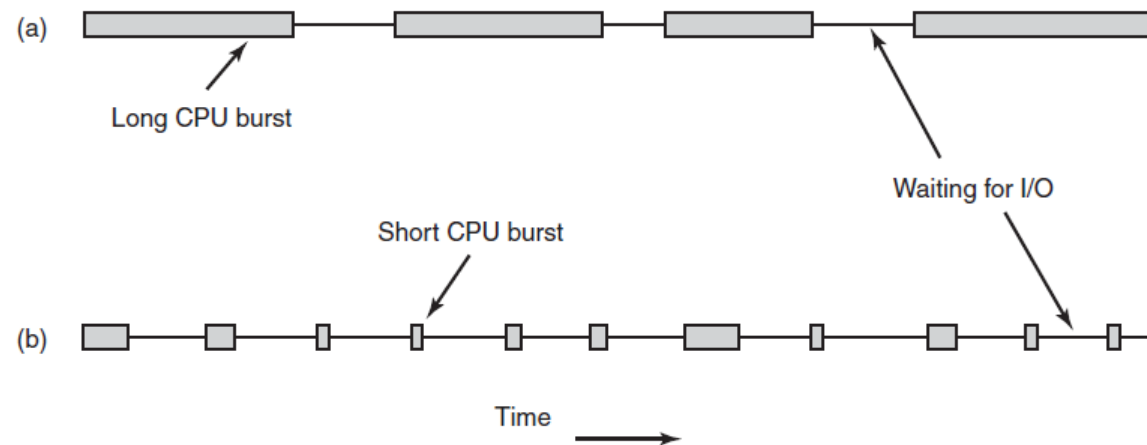 (a)
Long CPU burst
Waiting for I/O
Short CPU burst
(b)
Time